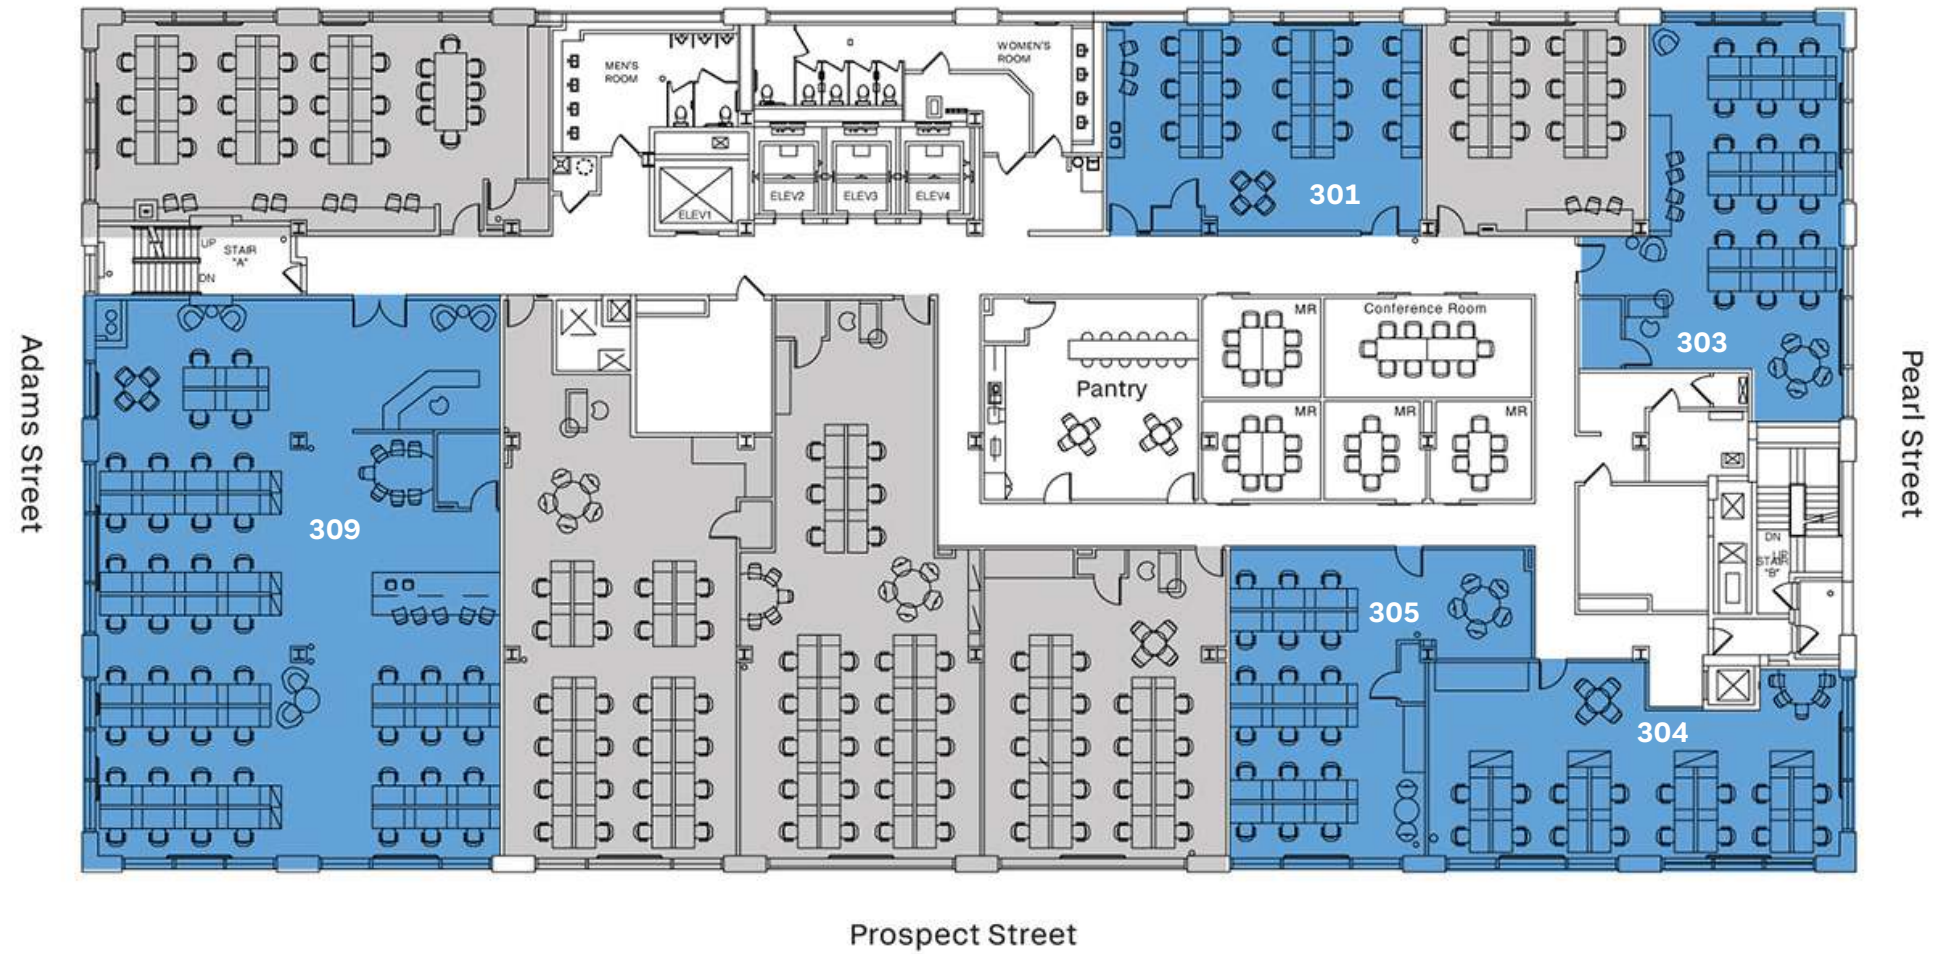 MEN'S
ROOM
WOMEN'S
ROOM
ELEV1
ELEV2
ELEV3
ELEV4
301
UP
STAIR
"A"
DN
303
MR
Conference Room
Pantry
MR
MR
MR
Adams Street
Pearl Street
309
305
DN
UP
STAIR
"B"
304
Prospect Street